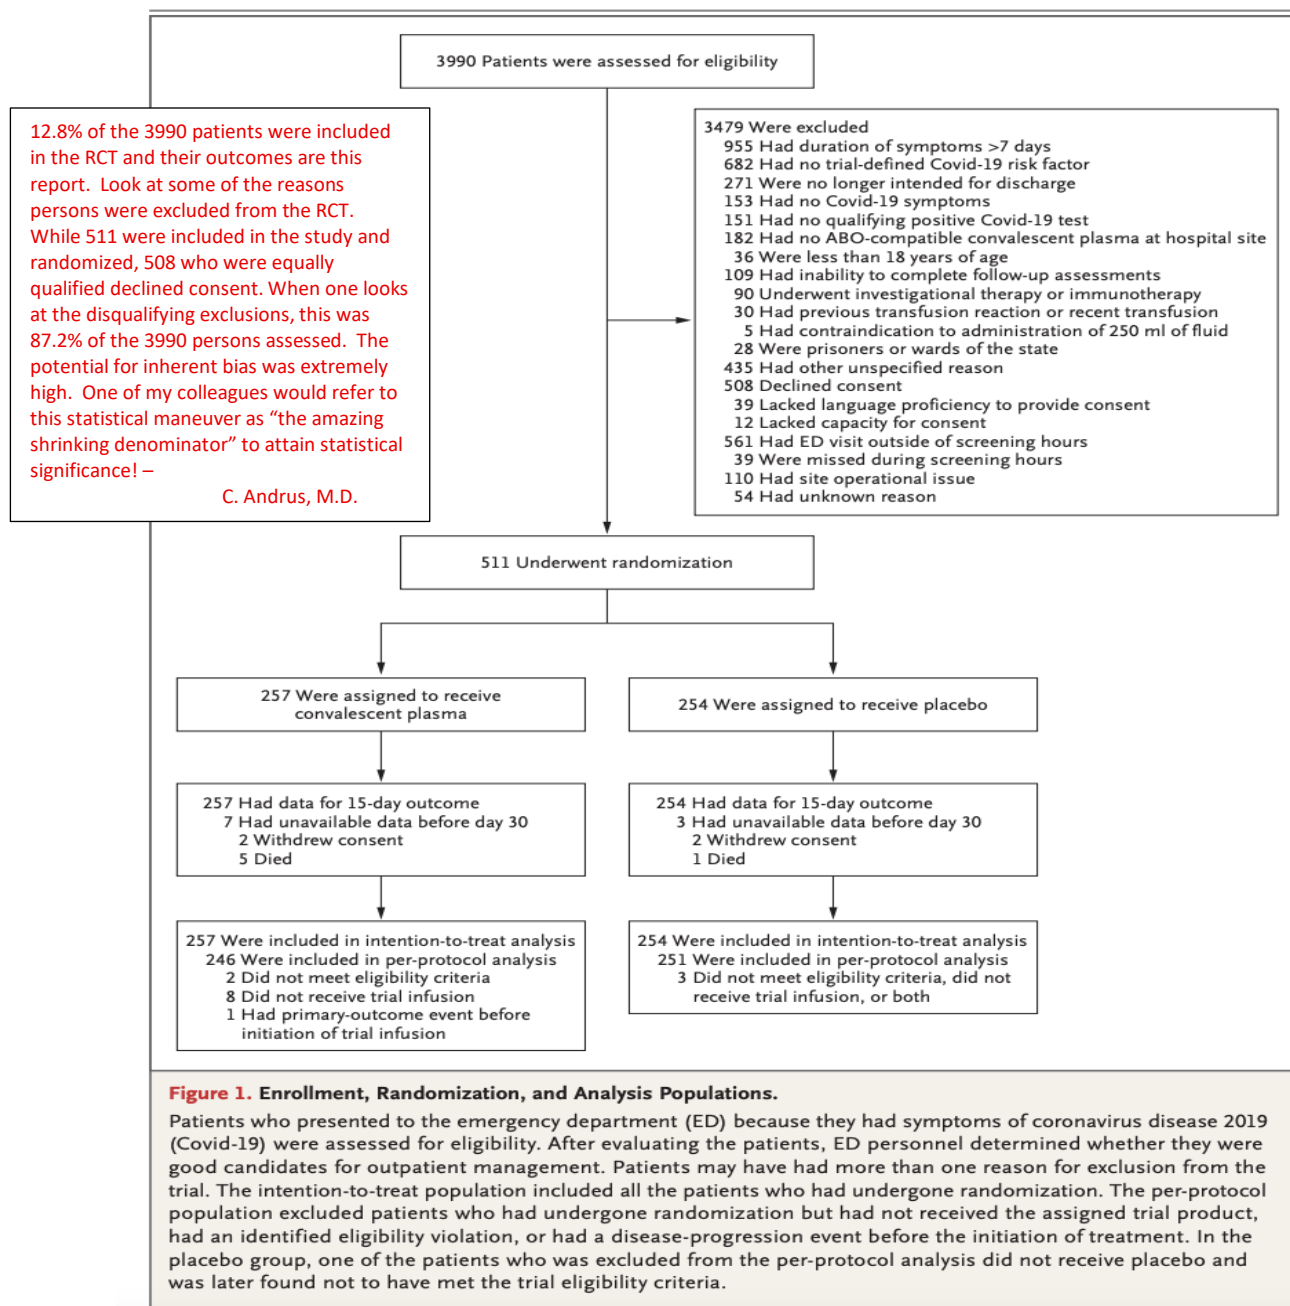 3990 Patients were assessed for eligibility
12.8% of the 3990 patients were included
in the RCT and their outcomes are this
report.  Look at some of the reasons
persons were excluded from the RCT.
While 511 were included in the study and
randomized, 508 who were equally
qualified declined consent. When one looks
at the disqualifying exclusions, this was
87.2% of the 3990 persons assessed.  The
potential for inherent bias was extremely
high.  One of my colleagues would refer to
this statistical maneuver as “the amazing
shrinking denominator” to attain statistical
significance! –
C. Andrus, M.D.
3479 Were excluded
955 Had duration of symptoms >7 days
682 Had no trial-defined Covid-19 risk factor
271 Were no longer intended for discharge
153 Had no Covid-19 symptoms
151 Had no qualifying positive Covid-19 test
182 Had no ABO-compatible convalescent plasma at hospital site
36 Were less than 18 years of age
109 Had inability to complete follow-up assessments
90 Underwent investigational therapy or immunotherapy
30 Had previous transfusion reaction or recent transfusion
5 Had contraindication to administration of 250 ml of fluid
28 Were prisoners or wards of the state
435 Had other unspecified reason
508 Declined consent
39 Lacked language proficiency to provide consent
12 Lacked capacity for consent
561 Had ED visit outside of screening hours
39 Were missed during screening hours
110 Had site operational issue
54 Had unknown reason
511 Underwent randomization
257 Were assigned to receive
convalescent plasma
254 Were assigned to receive placebo
257 Had data for 15-day outcome
7 Had unavailable data before day 30
2 Withdrew consent
5 Died
254 Had data for 15-day outcome
3 Had unavailable data before day 30
2 Withdrew consent
1 Died
257 Were included in intention-to-treat analysis
246 Were included in per-protocol analysis
2 Did not meet eligibility criteria
8 Did not receive trial infusion
1 Had primary-outcome event before
initiation of trial infusion
254 Were included in intention-to-treat analysis
251 Were included in per-protocol analysis
3 Did not meet eligibility criteria, did not
receive trial infusion, or both
Figure 1. Enrollment, Randomization, and Analysis Populations.
Patients who presented to the emergency department (ED) because they had symptoms of coronavirus disease 2019
(Covid-19) were assessed for eligibility. After evaluating the patients, ED personnel determined whether they were
good candidates for outpatient management. Patients may have had more than one reason for exclusion from the
trial. The intention-to-treat population included all the patients who had undergone randomization. The per-protocol
population excluded patients who had undergone randomization but had not received the assigned trial product,
had an identified eligibility violation, or had a disease-progression event before the initiation of treatment. In the
placebo group, one of the patients who was excluded from the per-protocol analysis did not receive placebo and
was later found not to have met the trial eligibility criteria.